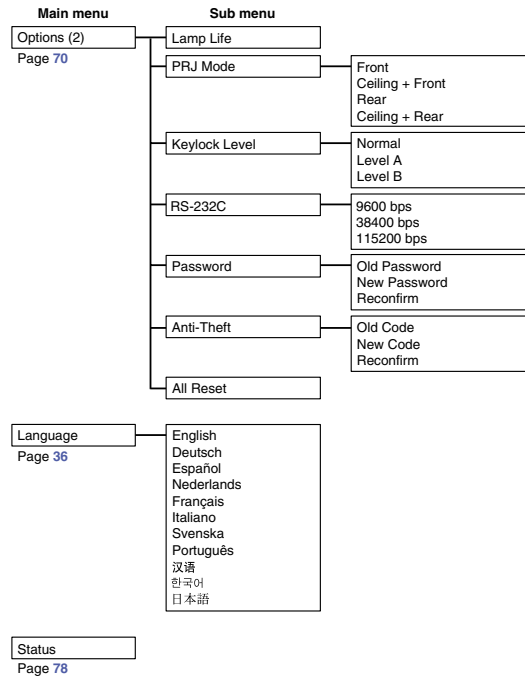 Main menu
Sub menu
Options (2)
Page 70
Lamp Life
PRJ Mode
Front
Ceiling + Front
Rear
Ceiling + Rear
Keylock Level
Normal
Level A
Level B
RS-232C
9600 bps
38400 bps
115200 bps
Password
Old Password
New Password
Reconfirm
Anti-Theft
Old Code
New Code
Reconfirm
All Reset
Language
Page 36
English
Deutsch
Español
Nederlands
Français
Italiano
Svenska
Português
汉语
한국어
日本語
Status
Page 78